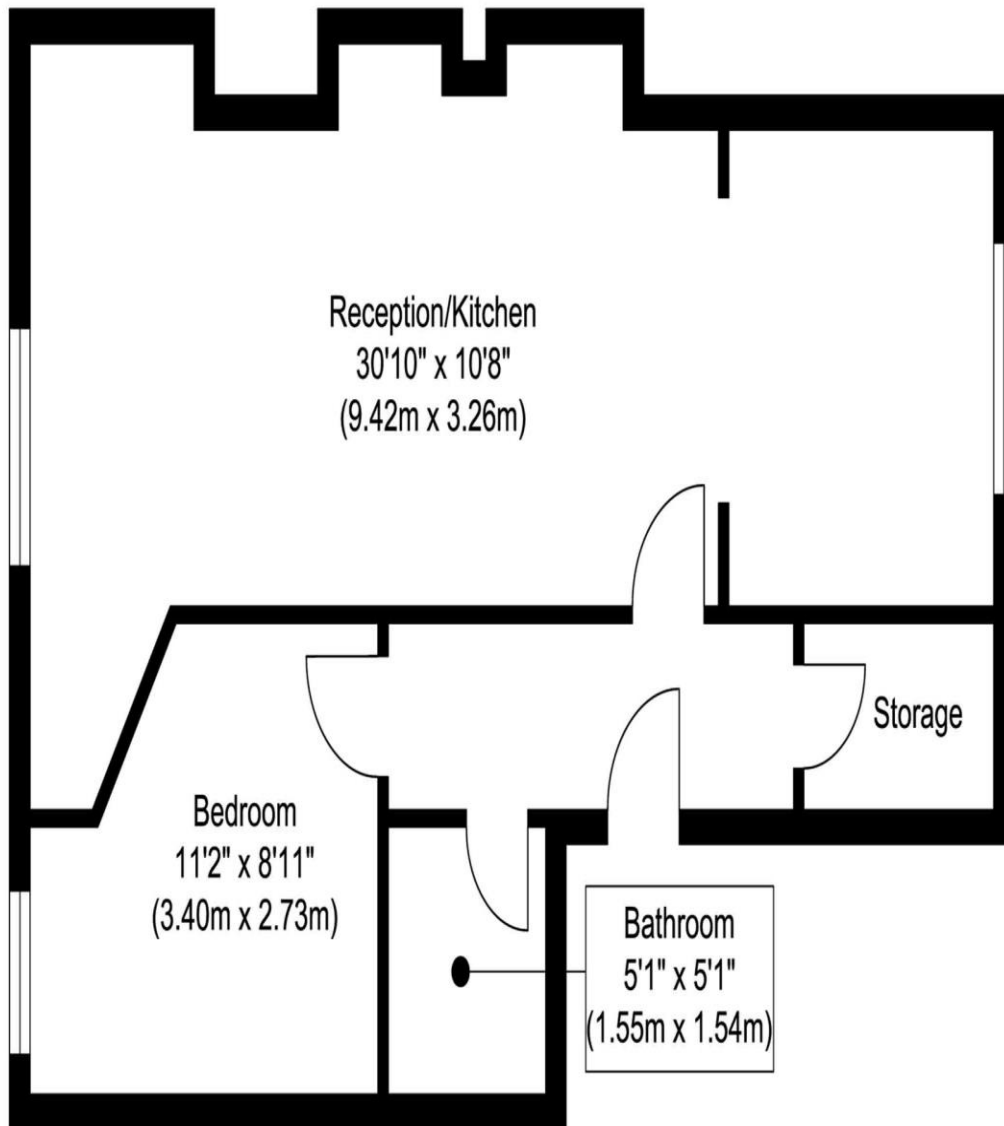 Reception/Kitchen
30'10" x 10'8"
(9.42m x 3.26m)
Storage
Bedroom
11'2" x 8'11"
(3.40m x 2.73m)
Bathroom
5'1" x 5'1"
(1.55m x 1.54m)